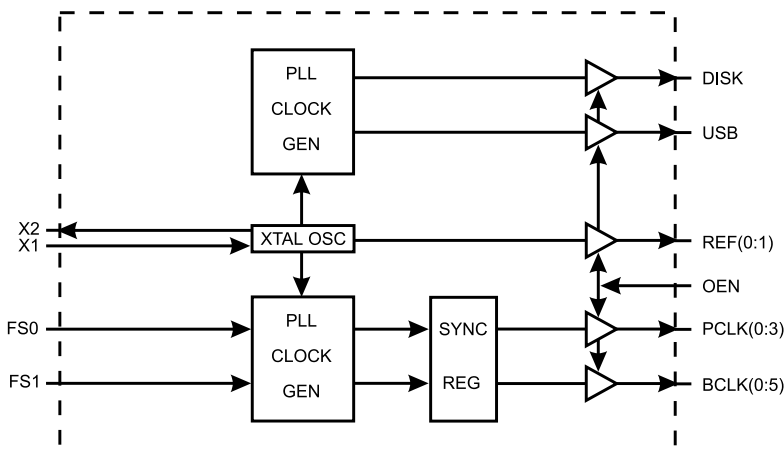 PLL
CLOCK
GEN
DISK
USB
X2
X1
XTAL OSC
REF(0:1)
OEN
FS0
FS1
PLL
CLOCK
GEN
SYNC
REG
PCLK(0:3)
BCLK(0:5)